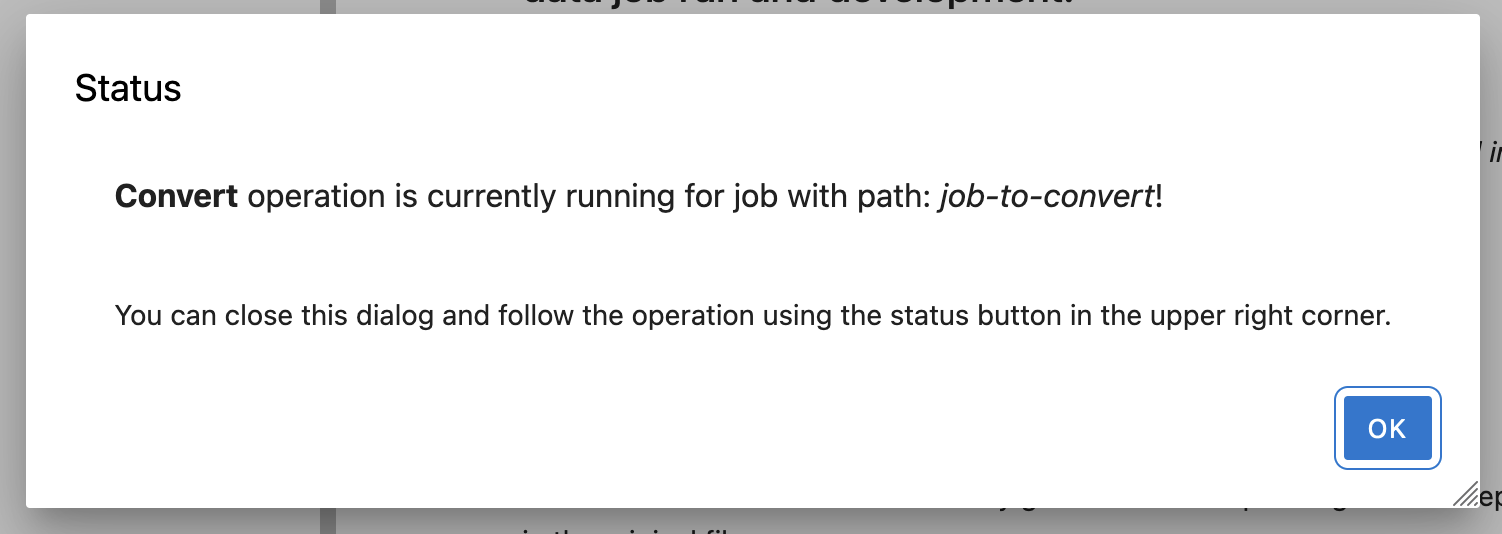 data job run and development.
Status
Convert operation is currently running for job with path: job-to-convert!
You can close this dialog and follow the operation using the status button in the upper right corner.
OK